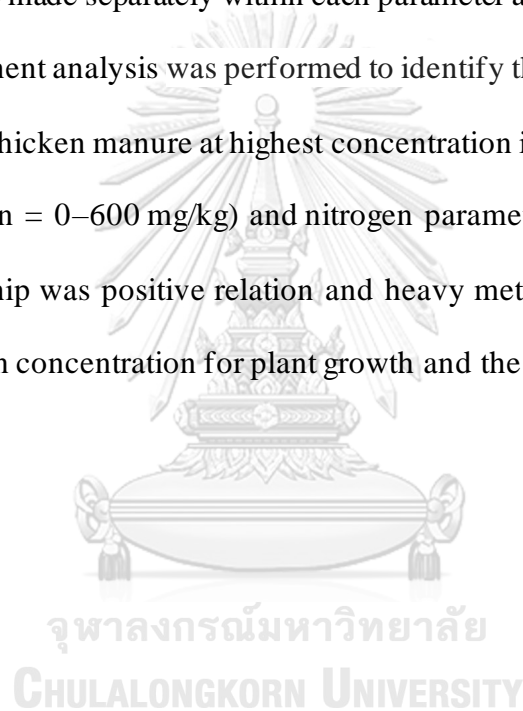 made separately within each parameter a
ment analysis was performed to identify t
hicken manure at highest concentration i
n = 0–600 mg/kg) and nitrogen parame
hip was positive relation and heavy met
n concentration for plant growth and the
จุฬาลงกรณ์มหาวิทยาลัย
CHULALONGKORN UNIVERSITY